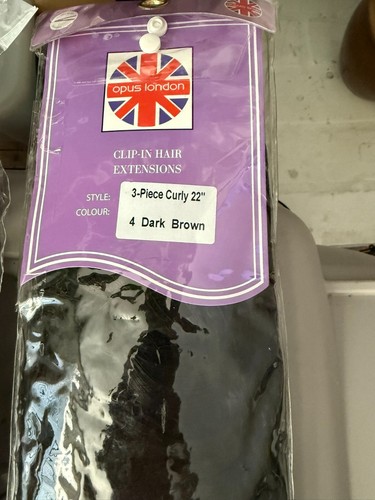 opus london
CLIP-IN HAIR
EXTENSIONS
STYLE: 3-Piece Curly 22"
COLOUR: 4 Dark Brown